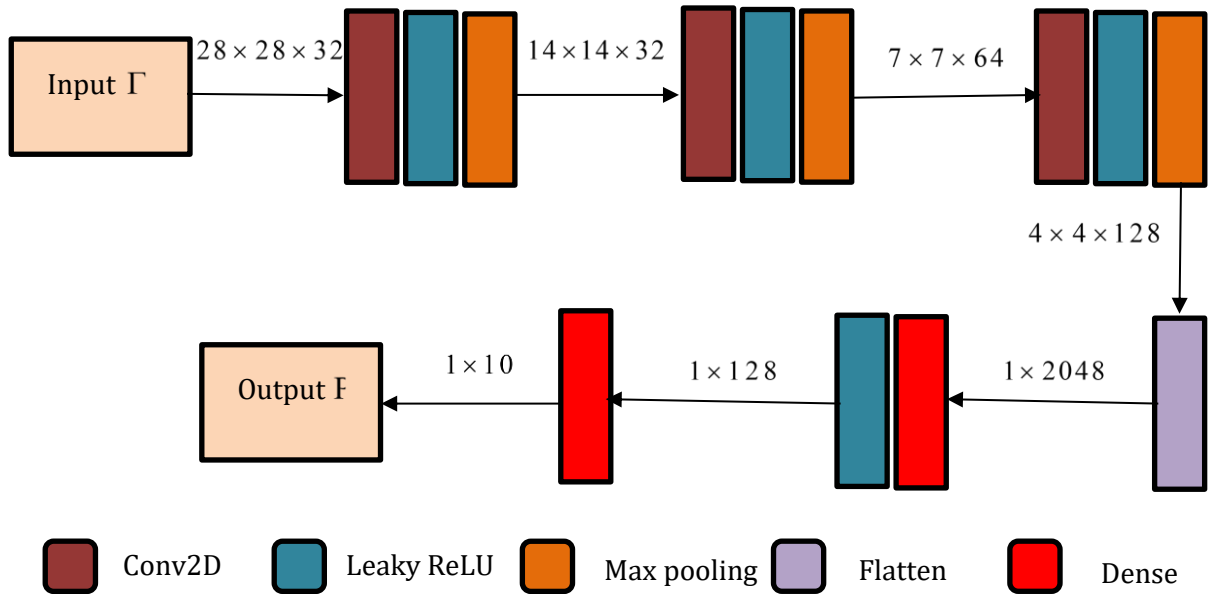 Input Γ
28 × 28 × 32
14 × 14 × 32
7 × 7 × 64
4 × 4 × 128
1 × 2048
1 × 128
1 × 10
Output
Conv2D
Leaky ReLU
Max pooling
Flatten
Dense